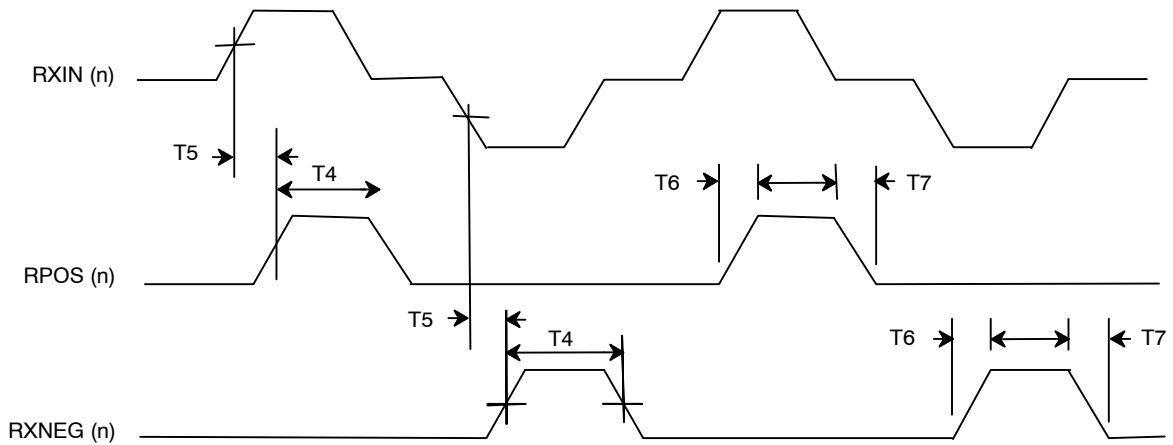 RXIN (n)
T5
T4
T6
T7
RPOS (n)
T5
T4
T6
T7
RXNEG (n)